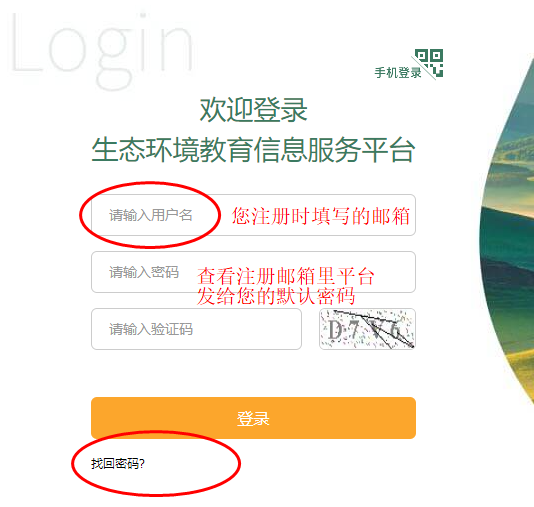 Login
手机登录
欢迎登录
生态环境教育信息服务平台
请输入用户名 您注册时填写的邮箱
请输入密码 查看注册邮箱里平台
发给您的默认密码
请输入验证码 D7V6
登录
找回密码?